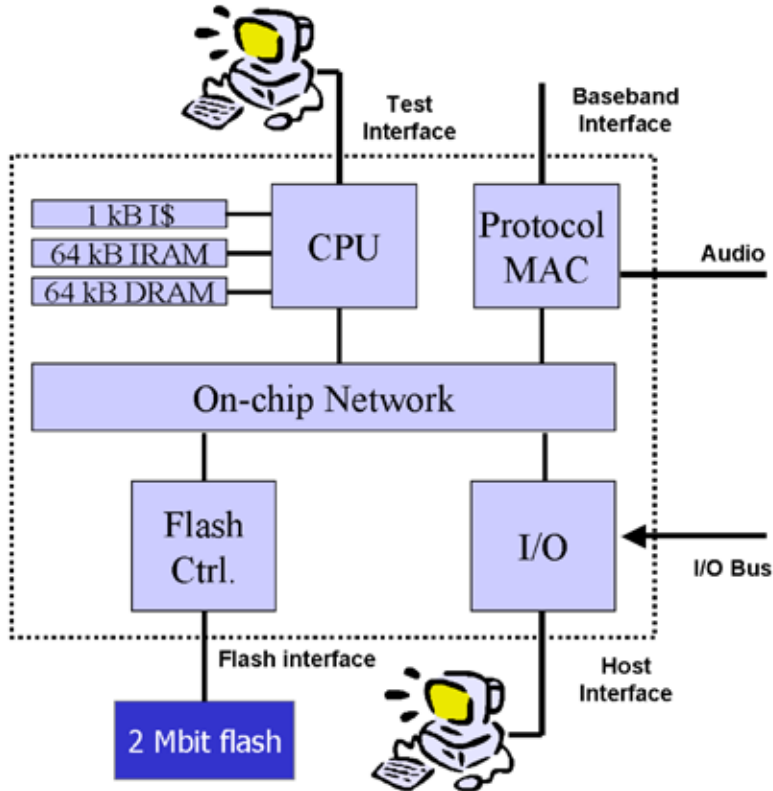 Test
Interface
Baseband
Interface
1 kB I$
64 kB IRAM
64 kB DRAM
CPU
Protocol
MAC
Audio
On-chip Network
Flash
Ctrl.
I/O
I/O Bus
Flash interface
Host
Interface
2 Mbit flash